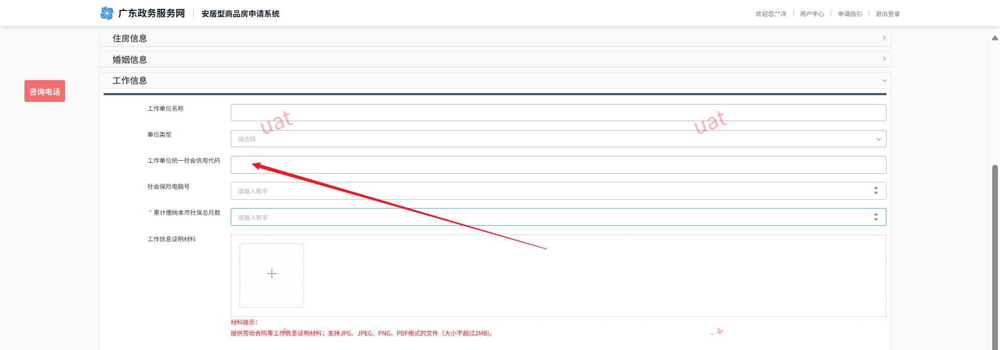 广东政务服务网
安居型商品房申请系统
欢迎您,**洋
用户中心
申请指引
退出登录
住房信息
婚姻信息
工作信息
咨询电话
工作单位名称
uat
uat
单位类型
请选择
工作单位统一社会信用代码
社会保险电脑号
请输入数字
* 累计缴纳本市社保总月数
请输入数字
工作信息证明材料
材料提示：
提供劳动合同等工作信息证明材料；支持JPG、JPEG、PNG、PDF格式的文件（大小不超过2MB)。